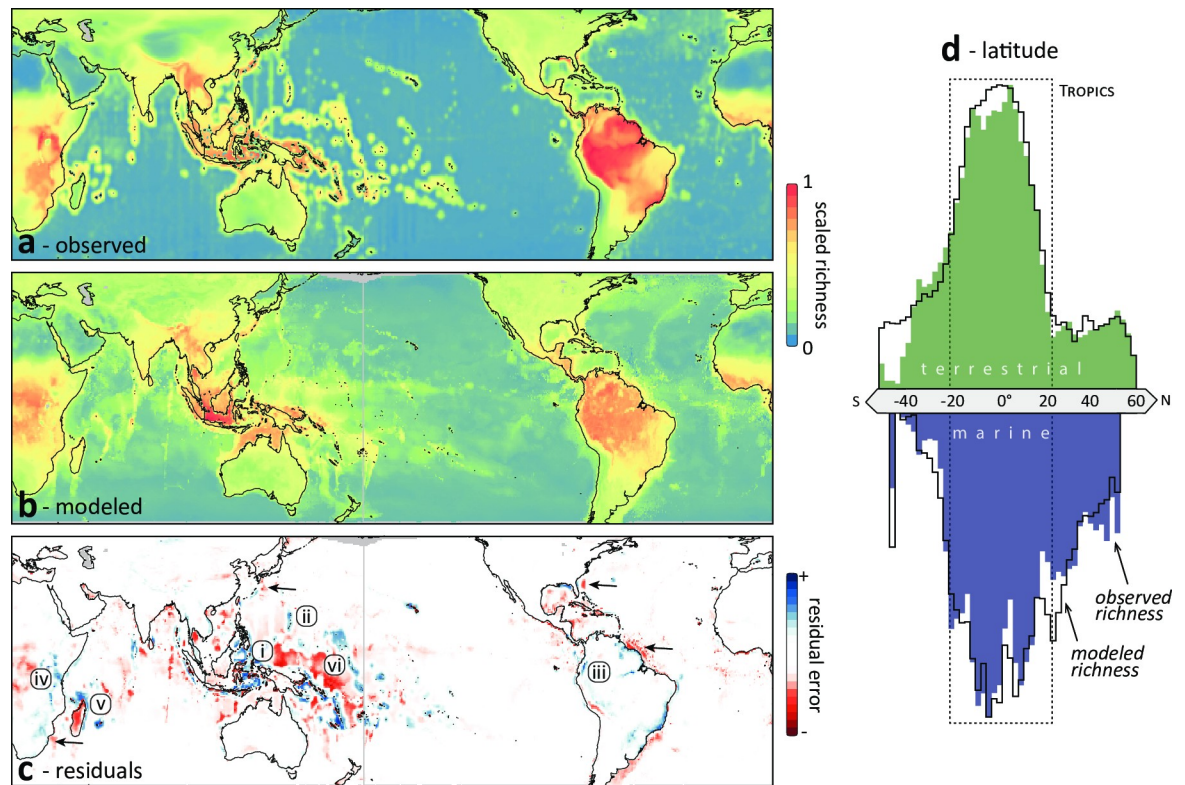 a - observed
b - modeled
c - residuals
i
ii
iii
iv
v
vi
1
scaled richness
0
+
residual error
-
d - latitude
TROPICS
terrestrial
S -40 -20 0° 20 40 60 N
marine
observed
richness
modeled
richness